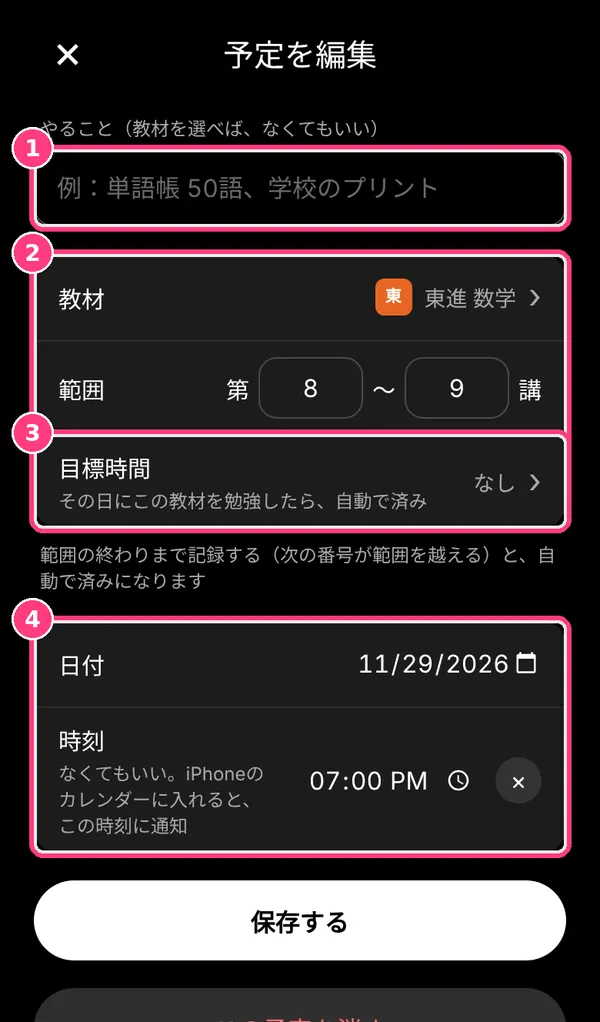 予定を編集
やること（教材を選べば、なくてもいい）
1
例：単語帳 50語、学校のプリント
2
教材 東 東進 数学
範囲 第 8 〜 9 講
3
目標時間
その日にこの教材を勉強したら、自動で済み
なし
範囲の終わりまで記録する（次の番号が範囲を越える）と、自
動で済みになります
4
日付 11/29/2026
時刻
なくてもいい。iPhoneの
カレンダーに入れると、
この時刻に通知
07:00 PM
保存する